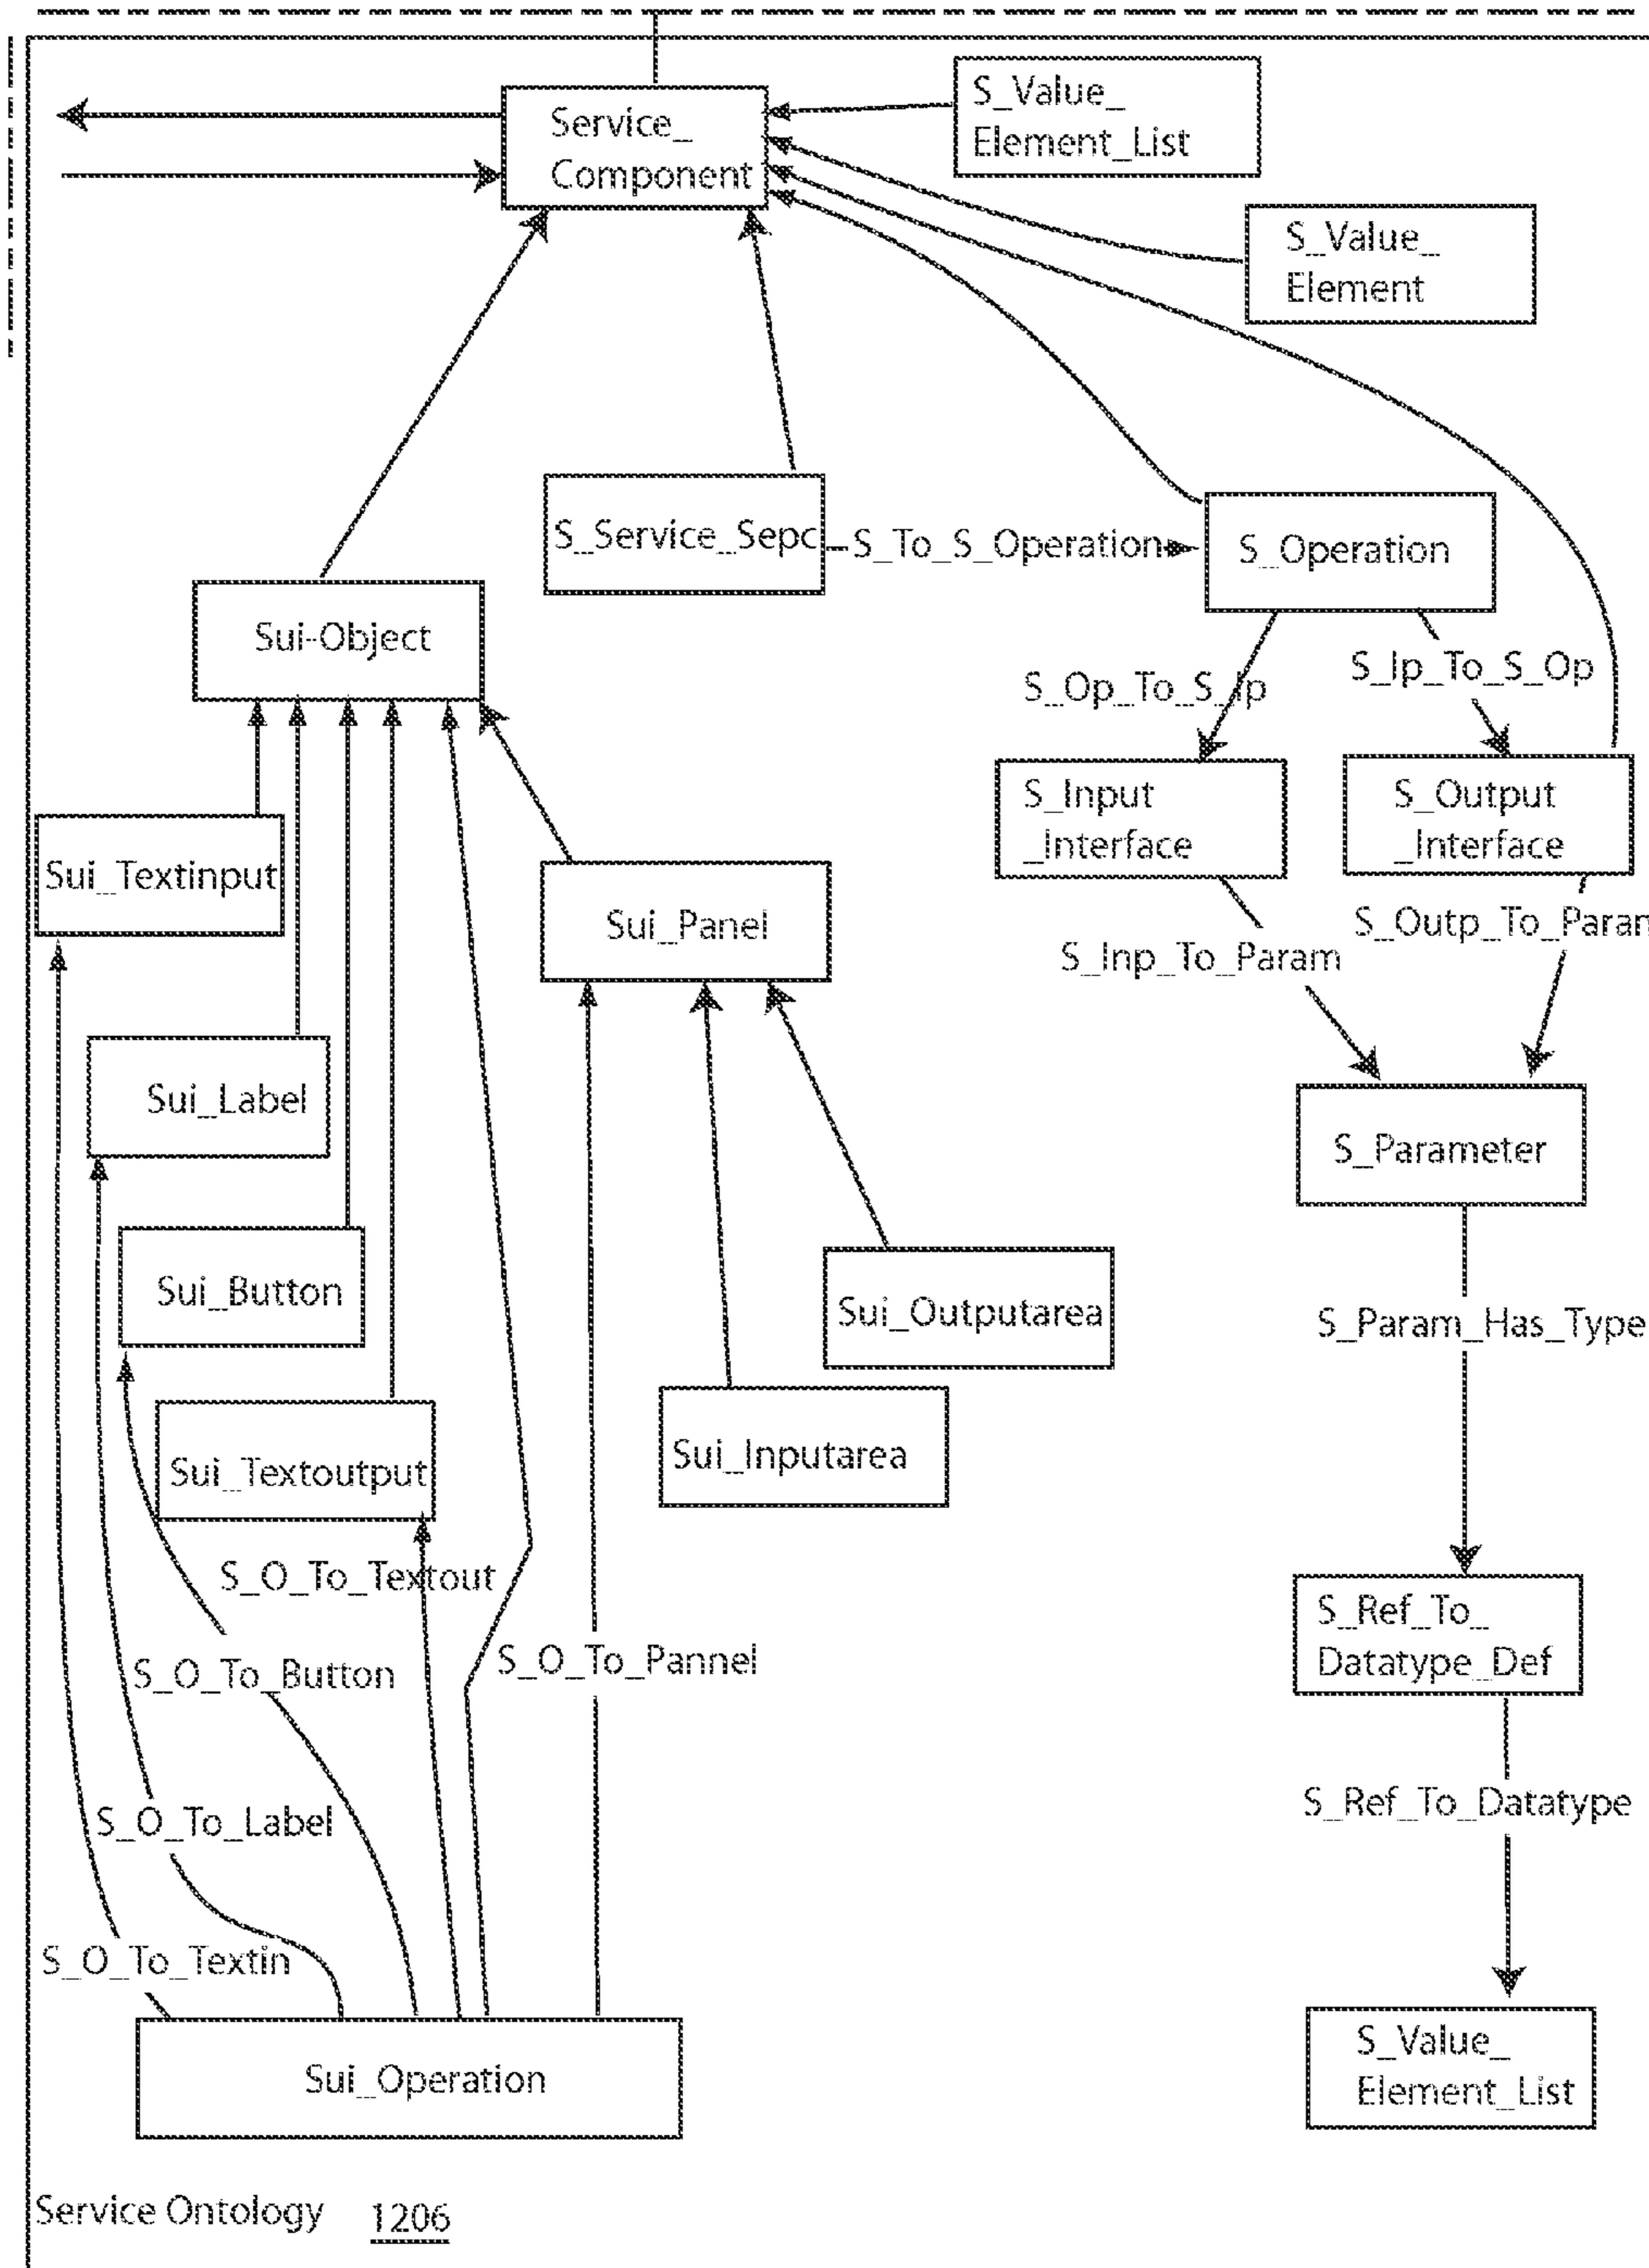 Service_
Component
S_Value_
Element_List
S_Value_
Element
S_Service_Sepc
S_To_S_Operation
S_Operation
Sui-Object
S_Op_To_S_Ip
S_Ip_To_S_Op
S_Input
_Interface
S_Output
_Interface
Sui_Textinput
Sui_Panel
S_Inp_To_Param
S_Outp_To_Param
Sui_Label
S_Parameter
Sui_Button
Sui_Outputarea
S_Param_Has_Type
Sui_Textoutput
Sui_Inputarea
S_O_To_Textout
S_Ref_To_
Datatype_Def
S_O_To_Button
S_O_To_Pannel
S_Ref_To_Datatype
S_O_To_Label
S_O_To_Textin
S_Value_
Element_List
Sui_Operation
Service Ontology 1206